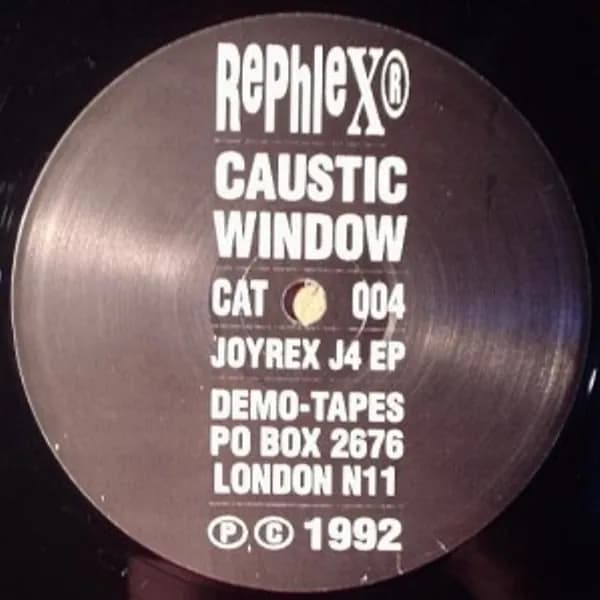 RePhleX®
CAUSTIC
WINDOW
CAT 004
JOYREX J4 EP
DEMO-TAPES
PO BOX 2676
LONDON N11
Ⓟ Ⓒ 1992